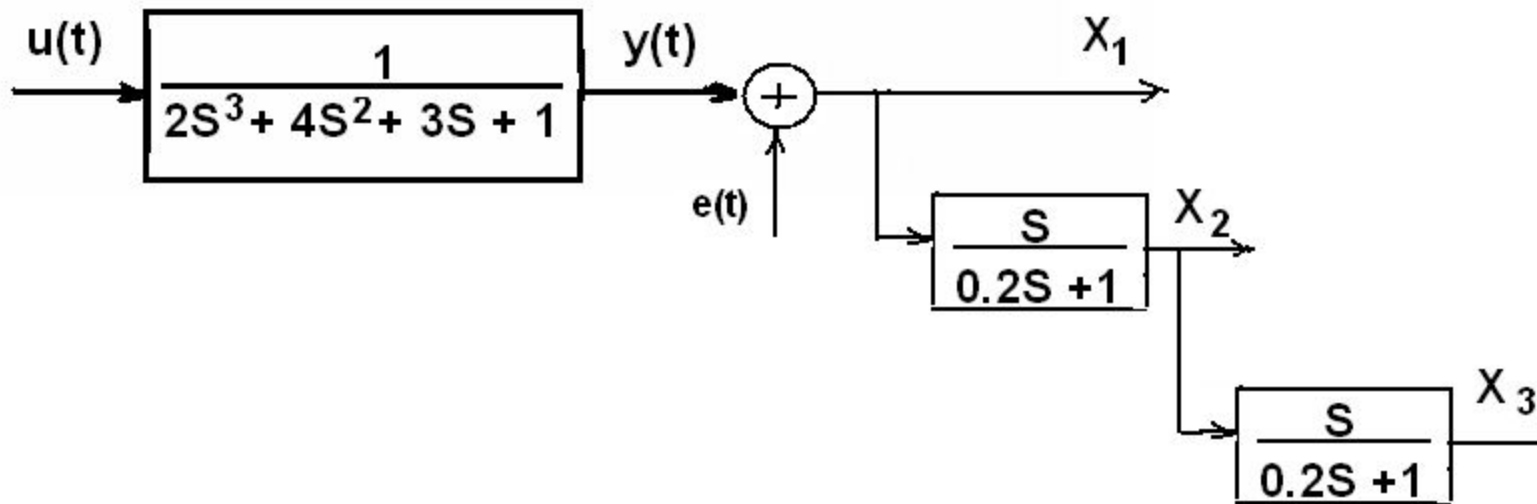 u(t)
1
2S³ + 4S² + 3S + 1
y(t)
+
e(t)
X₁
S
0.2S +1
X₂
S
0.2S +1
X₃